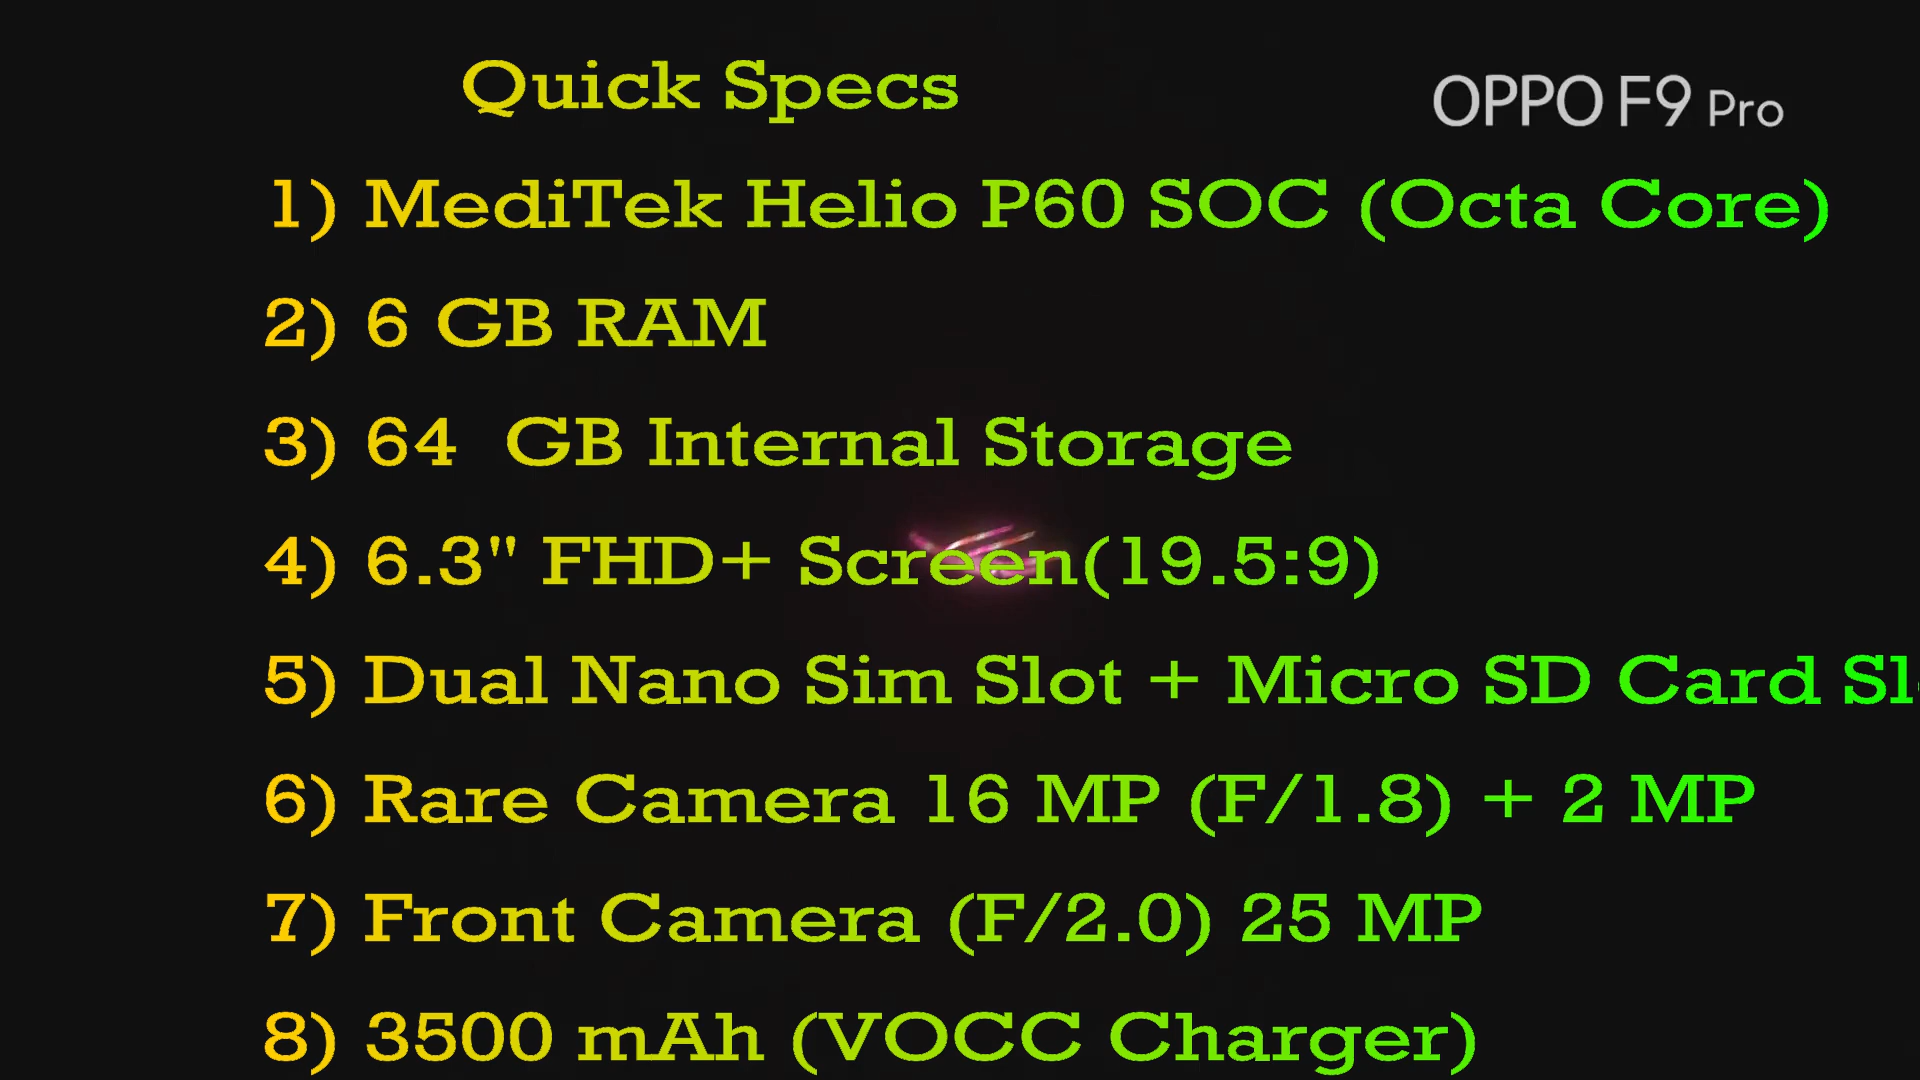 Quick Specs
OPPO F9 Pro
1) MediTek Helio P60 SOC (Octa Core)
2) 6 GB RAM
3) 64 GB Internal Storage
4) 6.3" FHD+ Screen(19.5:9)
5) Dual Nano Sim Slot + Micro SD Card
6) Rare Camera 16 MP (F/1.8) + 2 MP
7) Front Camera (F/2.0) 25 MP
8) 3500 mAh (VOCC Charger)